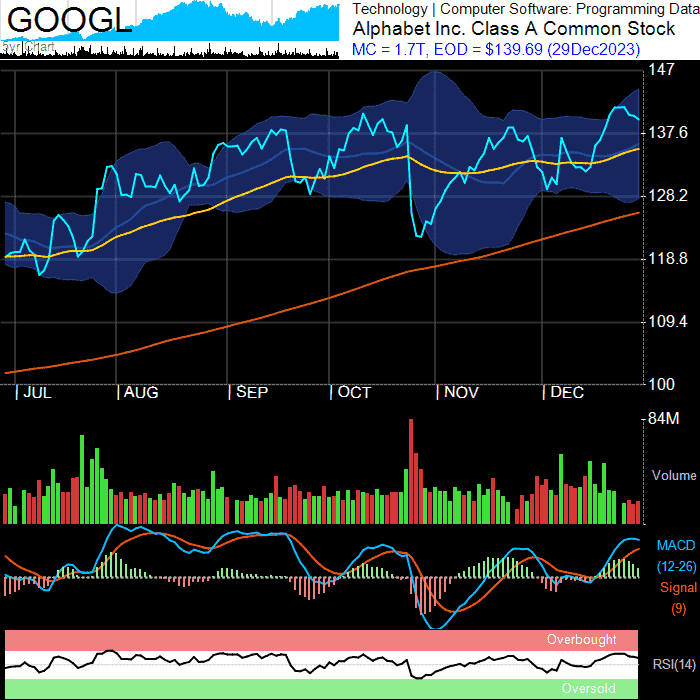 GOOGL
5yr Chart
Technology | Computer Software: Programming Data
Alphabet Inc. Class A Common Stock
MC = 1.7T, EOD = $139.69 (29Dec2023)
147
137.6
128.2
118.8
109.4
100
JUL AUG SEP OCT NOV DEC
84M
Volume
MACD
(12-26)
Signal
(9)
Overbought
RSI(14)
Oversold